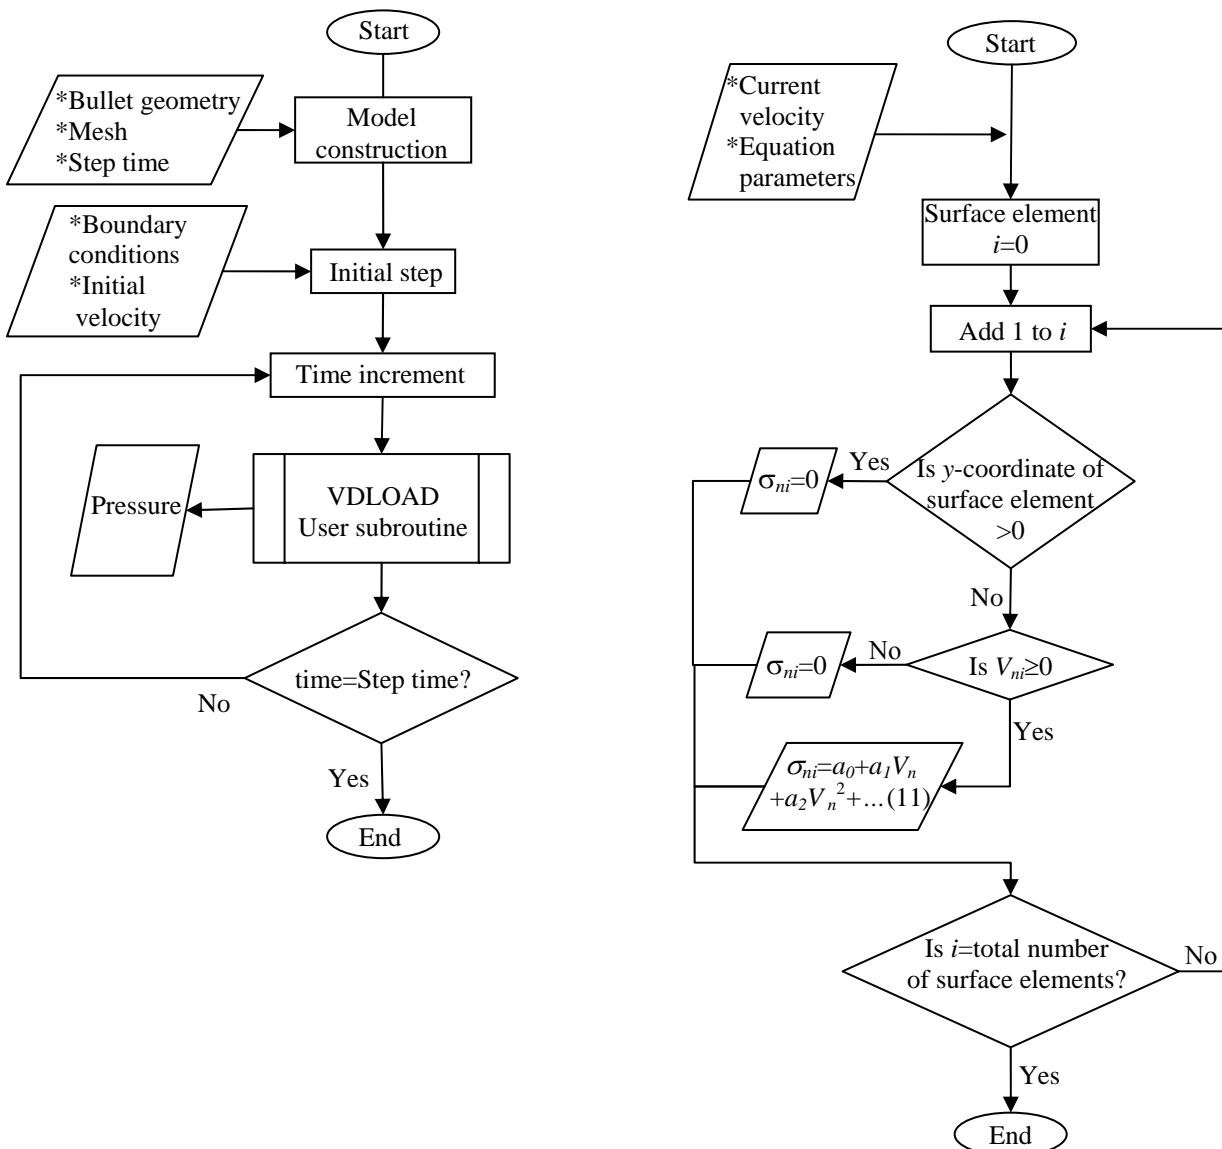 Start
*Bullet geometry
*Mesh
*Step time
Model
construction
*Boundary
conditions
*Initial
velocity
Initial step
Time increment
Pressure
VDLOAD
User subroutine
time=Step time?
No
Yes
End
Start
*Current
velocity
*Equation
parameters
Surface element
i=0
Add 1 to i
Is y-coordinate of
surface element
>0
Yes
σni=0
No
Is Vni≥0
No
σni=0
Yes
σni=a0+a1Vn
+a2Vn²+…(11)
Is i=total number
of surface elements?
No
Yes
End